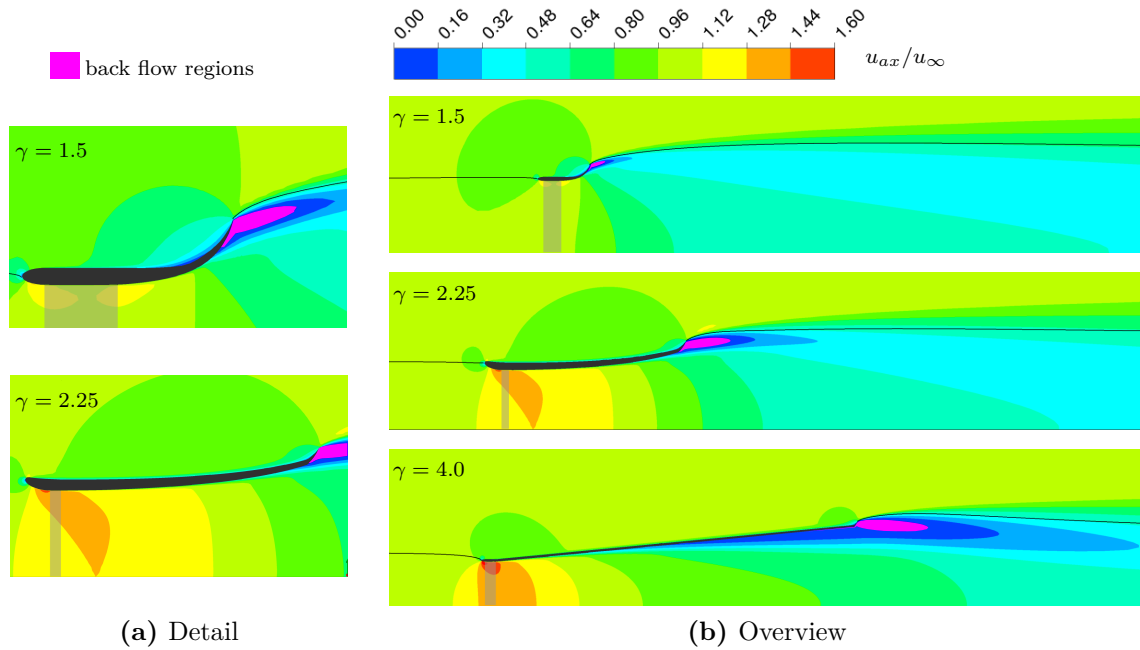 0.00 0.16 0.32 0.48 0.64 0.80 0.96 1.12 1.28 1.44 1.60
back flow regions
u_{ax}/u_∞
γ = 1.5
γ = 2.25
(a) Detail
γ = 1.5
γ = 2.25
γ = 4.0
(b) Overview